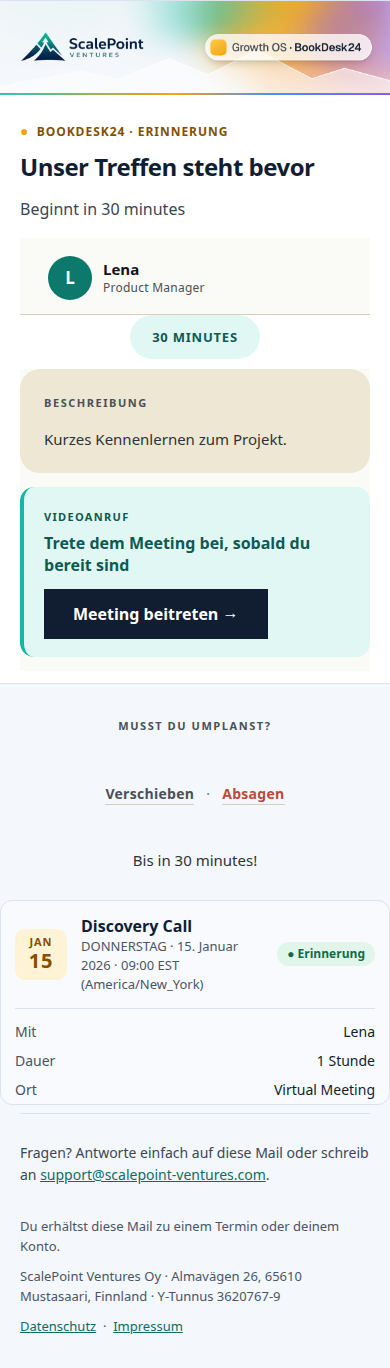 ScalePoint
VENTURES
Growth OS · BookDesk24
BOOKDESK24 · ERINNERUNG
Unser Treffen steht bevor
Beginnt in 30 minutes
L
Lena
Product Manager
30 MINUTES
BESCHREIBUNG
Kurzes Kennenlernen zum Projekt.
VIDEOANRUF
Trete dem Meeting bei, sobald du
bereit sind
Meeting beitreten →
MUSST DU UMPLANST?
Verschieben · Absagen
Bis in 30 minutes!
JAN
15
Discovery Call
DONNERSTAG · 15. Januar
2026 · 09:00 EST
(America/New_York)
● Erinnerung
Mit Lena
Dauer 1 Stunde
Ort Virtual Meeting
Fragen? Antworte einfach auf diese Mail oder schreib
an support@scalepoint-ventures.com.
Du erhältst diese Mail zu einem Termin oder deinem
Konto.
ScalePoint Ventures Oy · Almavägen 26, 65610
Mustasaari, Finnland · Y-Tunnus 3620767-9
Datenschutz · Impressum